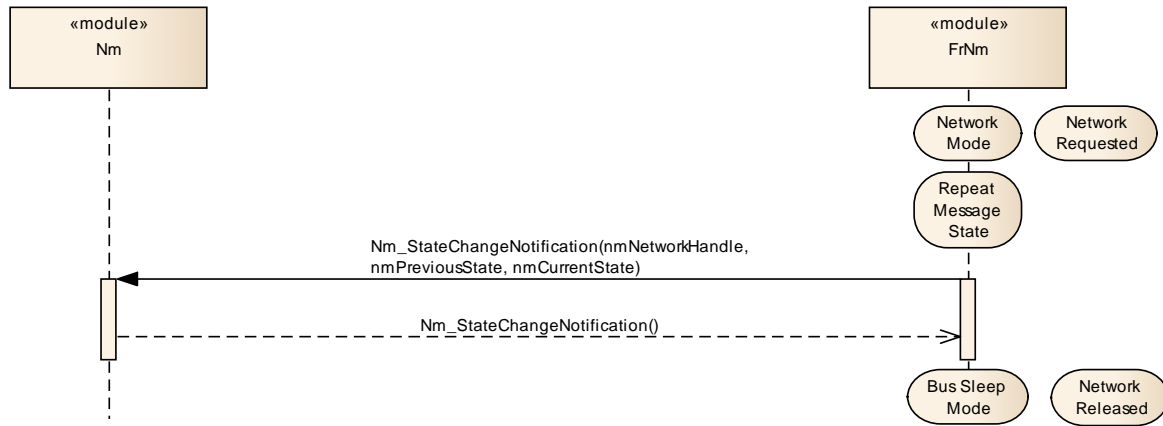 «module»
Nm
«module»
FrNm
Network
Mode
Network
Requested
Repeat
Message
State
Nm_StateChangeNotification(nmNetworkHandle,
nmPreviousState, nmCurrentState)
Nm_StateChangeNotification()
Bus Sleep
Mode
Network
Released